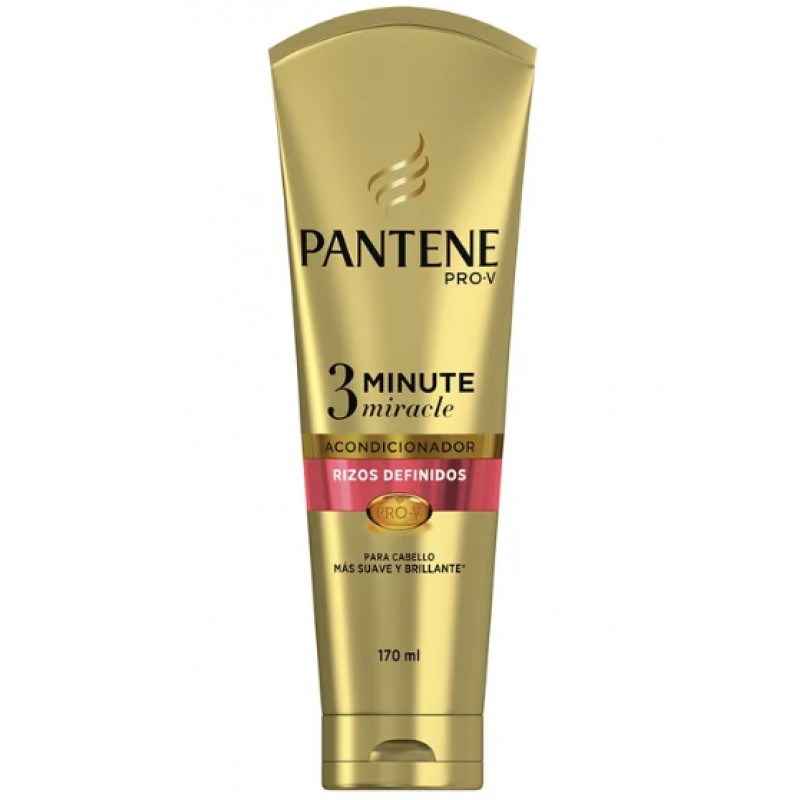 PANTENE
PRO-V
3 MINUTE
miracle
ACONDICIONADOR
RIZOS DEFINIDOS
PRO-V
PARA CABELLO
MÁS SUAVE Y BRILLANTE*
170 ml